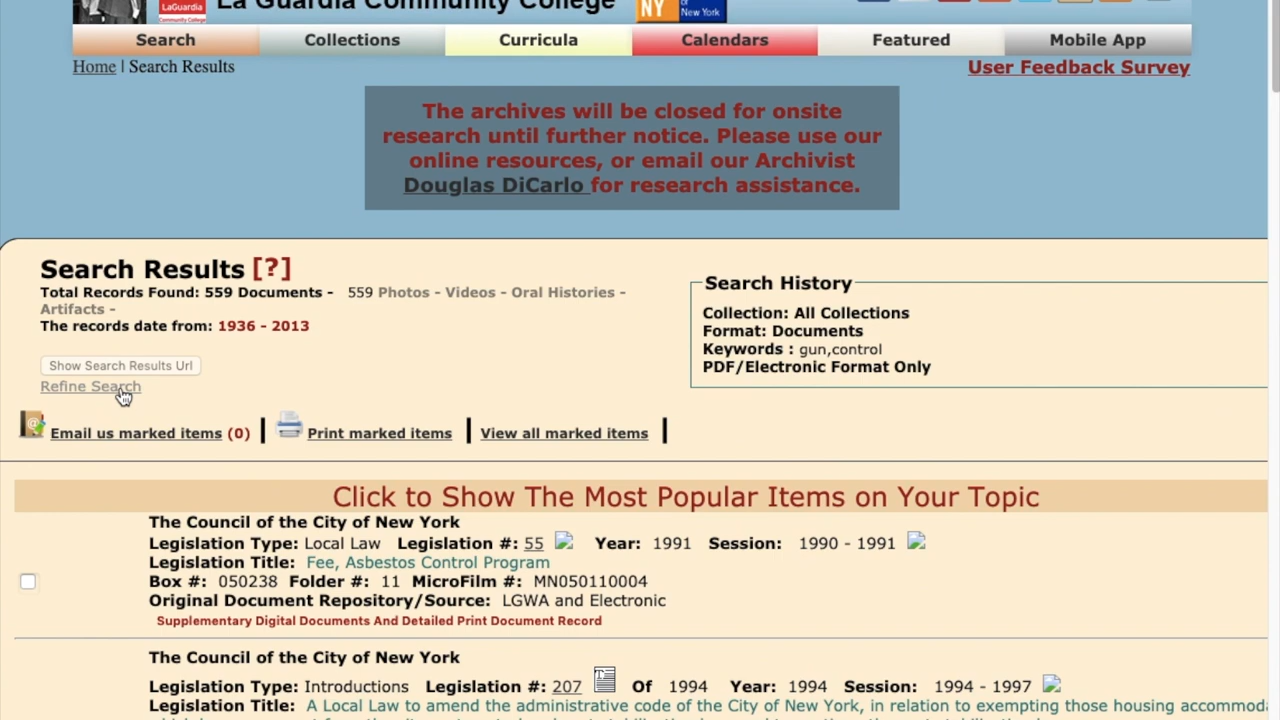 La Guardia Community College
LaGuardia
Community College
NY
of
New York
Search Collections Curricula Calendars Featured Mobile App
Home | Search Results
User Feedback Survey
The archives will be closed for onsite
research until further notice. Please use our
online resources, or email our Archivist
Douglas DiCarlo for research assistance.
Search Results [?]
Total Records Found: 559 Documents - 559 Photos - Videos - Oral Histories -
Artifacts -
The records date from: 1936 - 2013
Show Search Results Url
Refine Search
Search History
Collection: All Collections
Format: Documents
Keywords : gun,control
PDF/Electronic Format Only
Email us marked items (0) | Print marked items | View all marked items |
Click to Show The Most Popular Items on Your Topic
The Council of the City of New York
Legislation Type: Local Law Legislation #: 55 Year: 1991 Session: 1990 - 1991
Legislation Title: Fee, Asbestos Control Program
Box #: 050238 Folder #: 11 MicroFilm #: MN050110004
Original Document Repository/Source: LGWA and Electronic
Supplementary Digital Documents And Detailed Print Document Record
The Council of the City of New York
Legislation Type: Introductions Legislation #: 207 Of 1994 Year: 1994 Session: 1994 - 1997
Legislation Title: A Local Law to amend the administrative code of the City of New York, in relation to exempting those housing accommoda